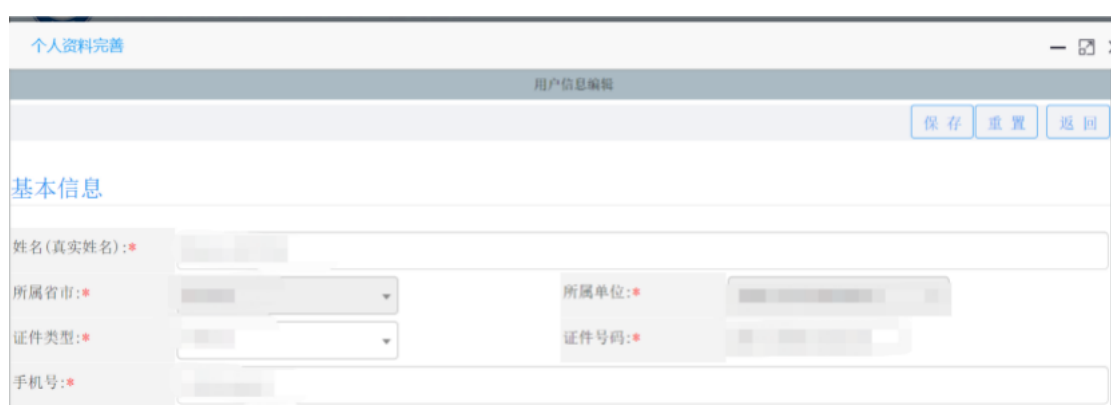 个人资料完善
用户信息编辑
保 存 重 置 返 回
基本信息
姓名(真实姓名):*
所属省市:* 所属单位:*
证件类型:* 证件号码:*
手机号:*